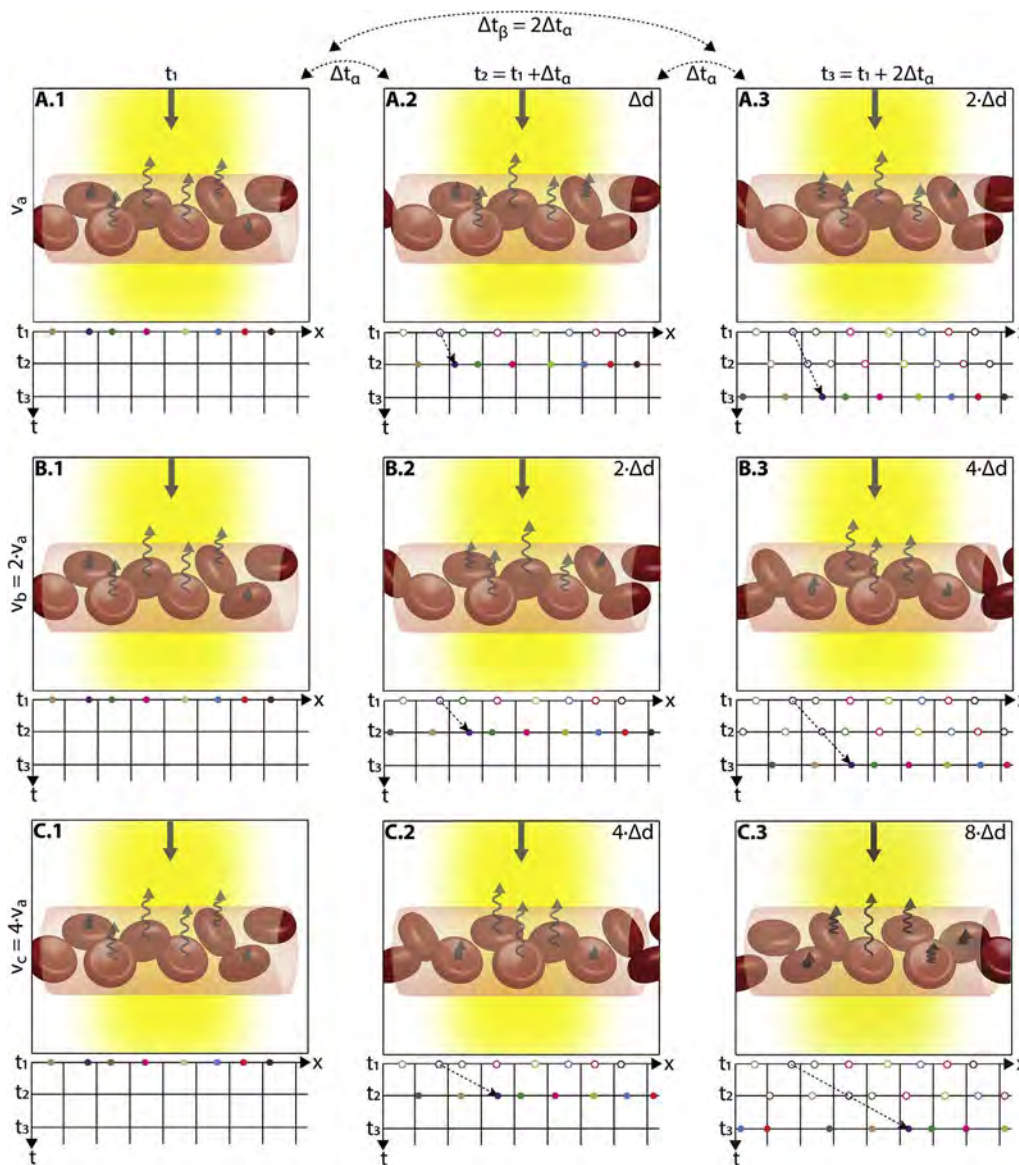 Δtβ = 2Δtα
t₁ Δtα t₂ = t₁ + Δtα Δtα t₃ = t₁ + 2Δtα
A.1 A.2 Δd A.3 2·Δd
vₐ
t₁ x t₁ x t₁ x
t₂ t₂ t₂
t₃ t₃ t₃
t t t
B.1 B.2 2·Δd B.3 4·Δd
v_b = 2·vₐ
t₁ x t₁ x t₁ x
t₂ t₂ t₂
t₃ t₃ t₃
t t t
C.1 C.2 4·Δd C.3 8·Δd
v_c = 4·vₐ
t₁ x t₁ x t₁ x
t₂ t₂ t₂
t₃ t₃ t₃
t t t